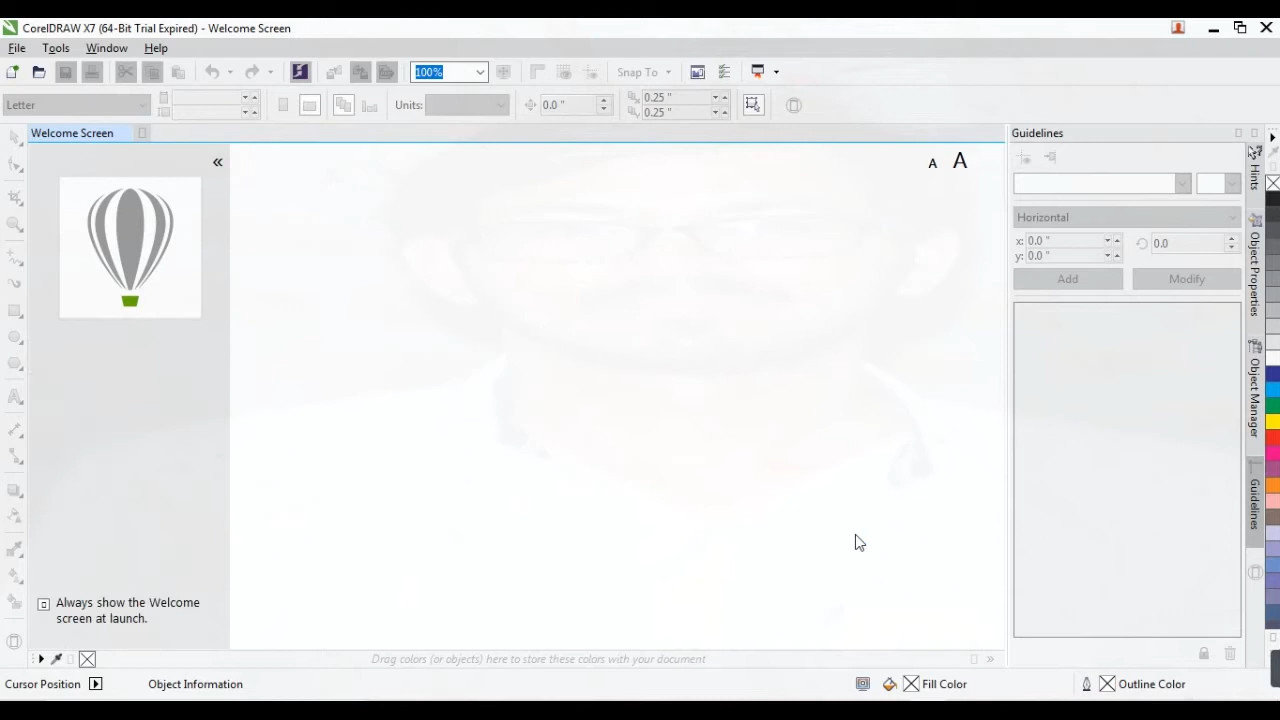 CorelDRAW X7 (64-Bit Trial Expired) - Welcome Screen
File Tools Window Help
100% Snap To
Letter Units: 0.0 " 0.25 "
0.25 "
Welcome Screen
Guidelines
A A
Horizontal
x: 0.0 " 0.0
y: 0.0 "
Add Modify
Hints
Object Properties
Object Manager
Guidelines
Always show the Welcome
screen at launch.
Drag colors (or objects) here to store these colors with your document
Cursor Position Object Information Fill Color Outline Color